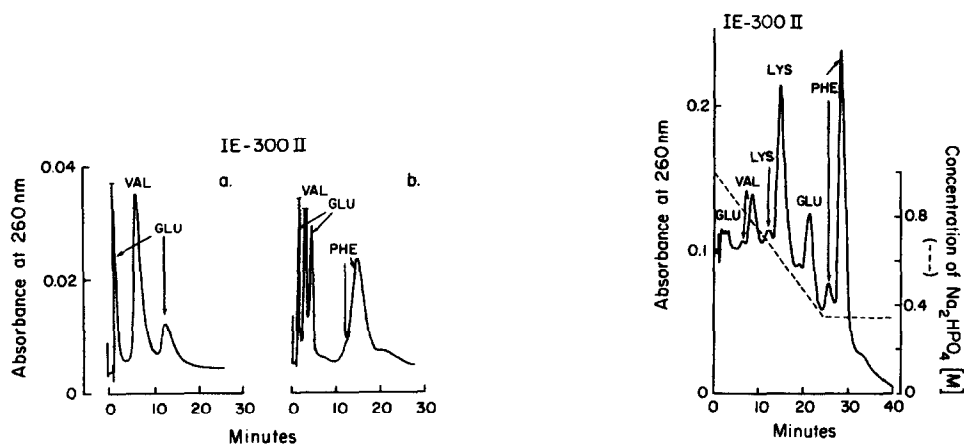 IE-300 II
Absorbance at 260 nm
0.04
0.02
0
VAL
GLU
a.
0 10 20 30
VAL
GLU
PHE
b.
0 10 20 30
Minutes
IE-300 II
Absorbance at 260 nm
0.2
0.1
0
GLU
VAL
LYS
LYS
GLU
PHE
0 10 20 30 40
Minutes
0.8
0.4
0
Concentration of Na₂HPO₄ [M]
(---)